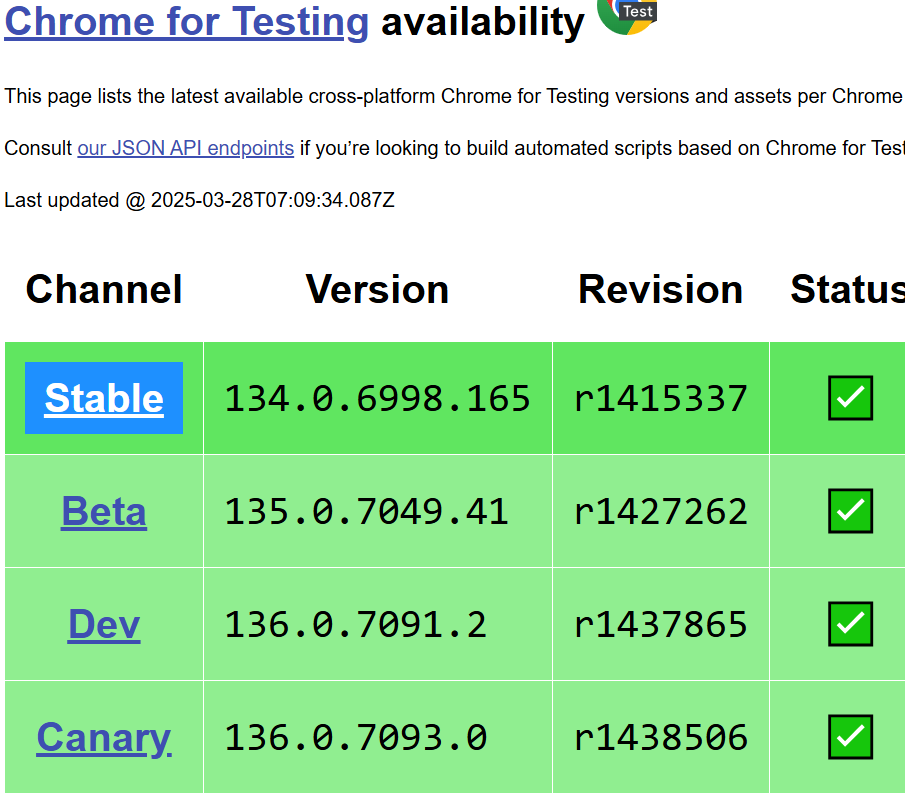 Chrome for Testing availability Test
This page lists the latest available cross-platform Chrome for Testing versions and assets per Chrome
Consult our JSON API endpoints if you’re looking to build automated scripts based on Chrome for Test
Last updated @ 2025-03-28T07:09:34.087Z
Channel Version Revision Status
Stable 134.0.6998.165 r1415337 ✅
Beta 135.0.7049.41 r1427262 ✅
Dev 136.0.7091.2 r1437865 ✅
Canary 136.0.7093.0 r1438506 ✅